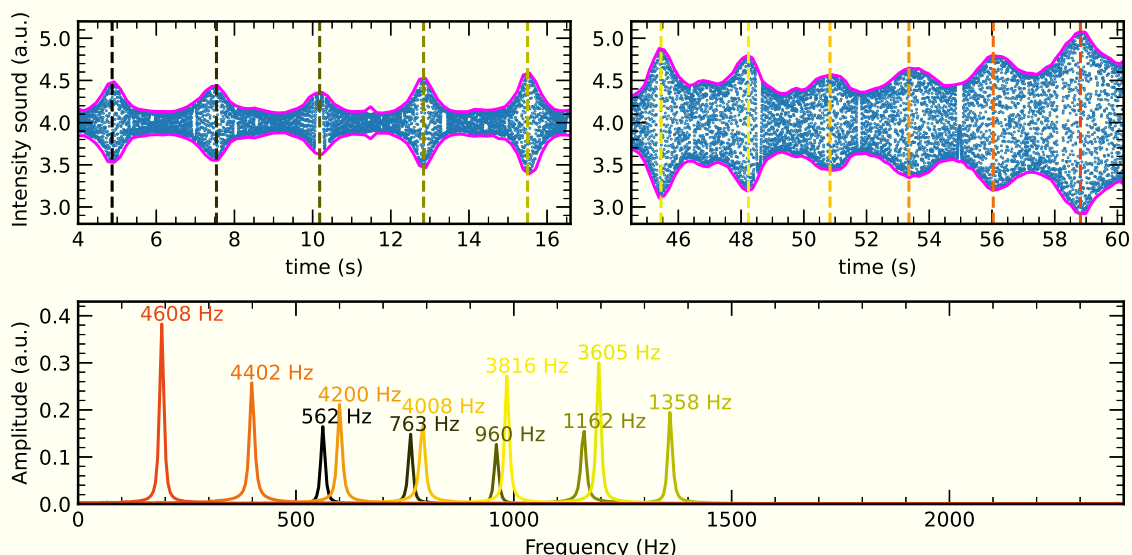 Intensity sound (a.u.)
5.0
4.5
4.0
3.5
3.0
4 6 8 10 12 14 16
time (s)
5.0
4.5
4.0
3.5
3.0
46 48 50 52 54 56 58 60
time (s)
Amplitude (a.u.)
0.4
0.3
0.2
0.1
0.0
4608 Hz
4402 Hz
4200 Hz
562 Hz
4008 Hz
763 Hz
3816 Hz
960 Hz
3605 Hz
1162 Hz
1358 Hz
0 500 1000 1500 2000
Frequency (Hz)